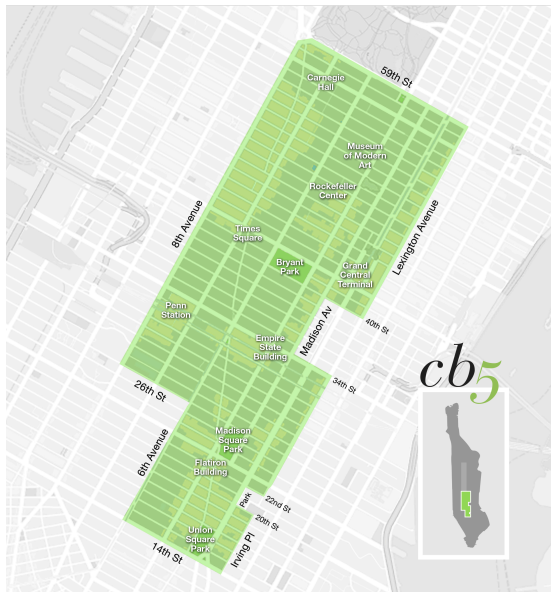 59th St
Carnegie
Hall
Museum
of Modern
Art
Rockefeller
Center
8th Avenue
Lexington Avenue
Times
Square
Bryant
Park
Grand
Central
Terminal
Penn
Station
Madison Av
40th St
Empire
State
Building
cb5
34th St
26th St
Madison
Square
Park
6th Avenue
Flatiron
Building
Park
22nd St
20th St
Union
Square
Park
Irving Pl
14th St